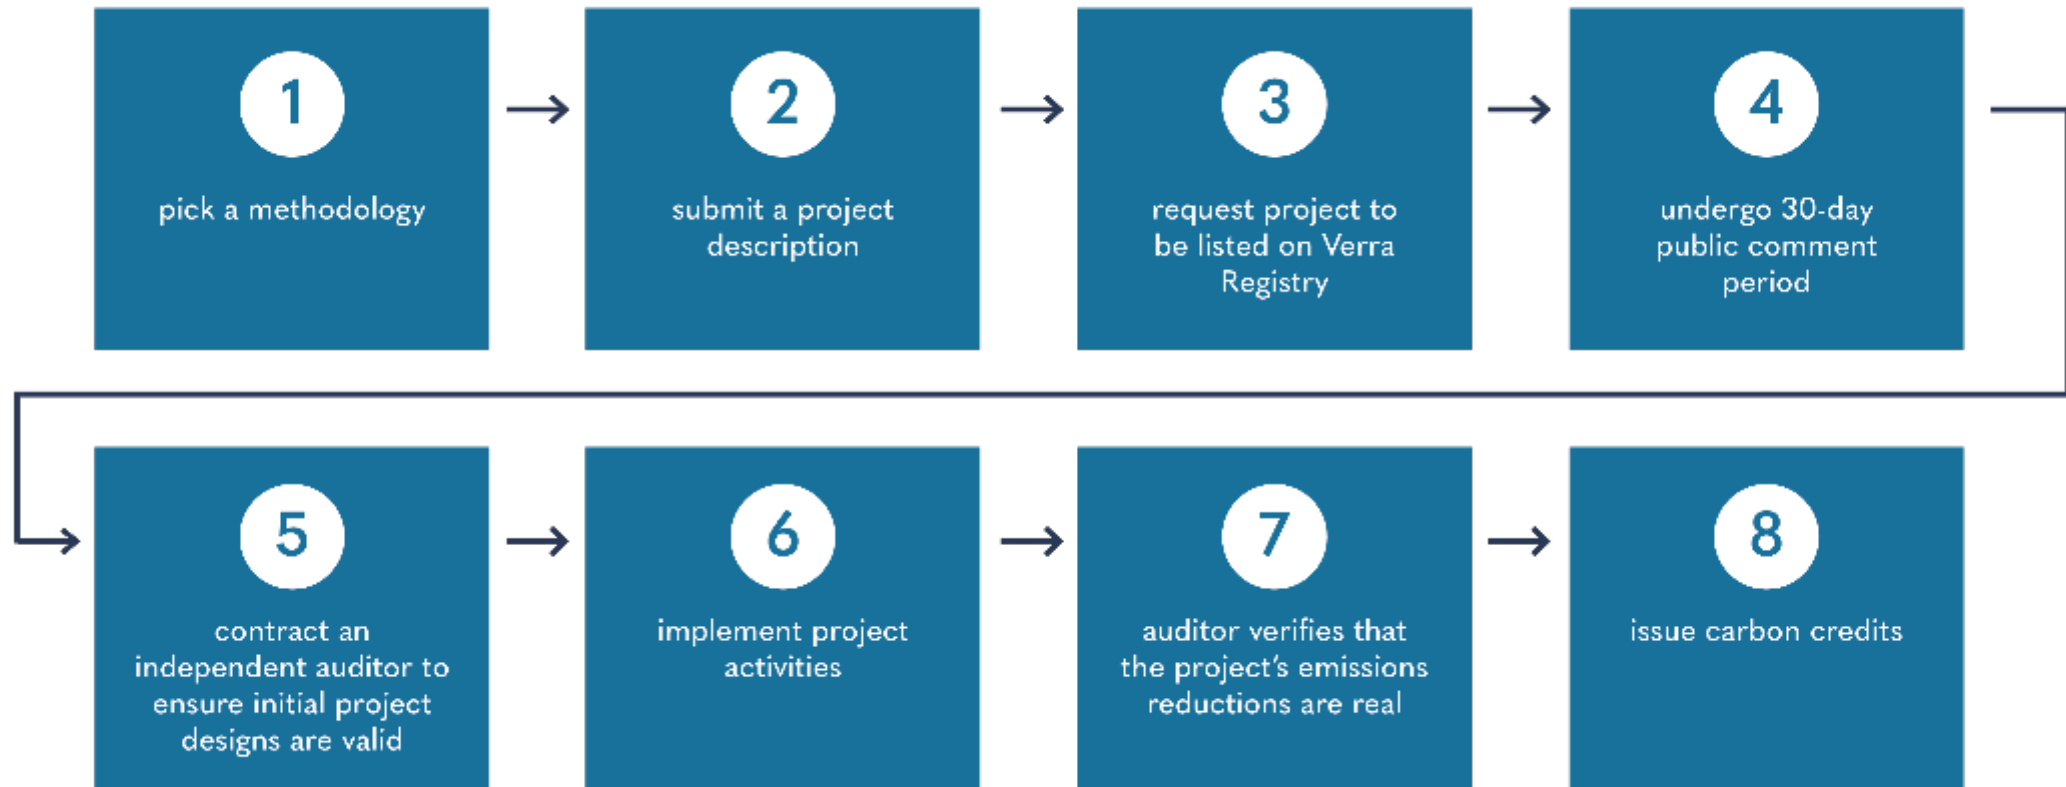 1
pick a methodology
2
submit a project
description
3
request project to
be listed on Verra
Registry
4
undergo 30-day
public comment
period
5
contract an
independent auditor to
ensure initial project
designs are valid
6
implement project
activities
7
auditor verifies that
the project's emissions
reductions are real
8
issue carbon credits